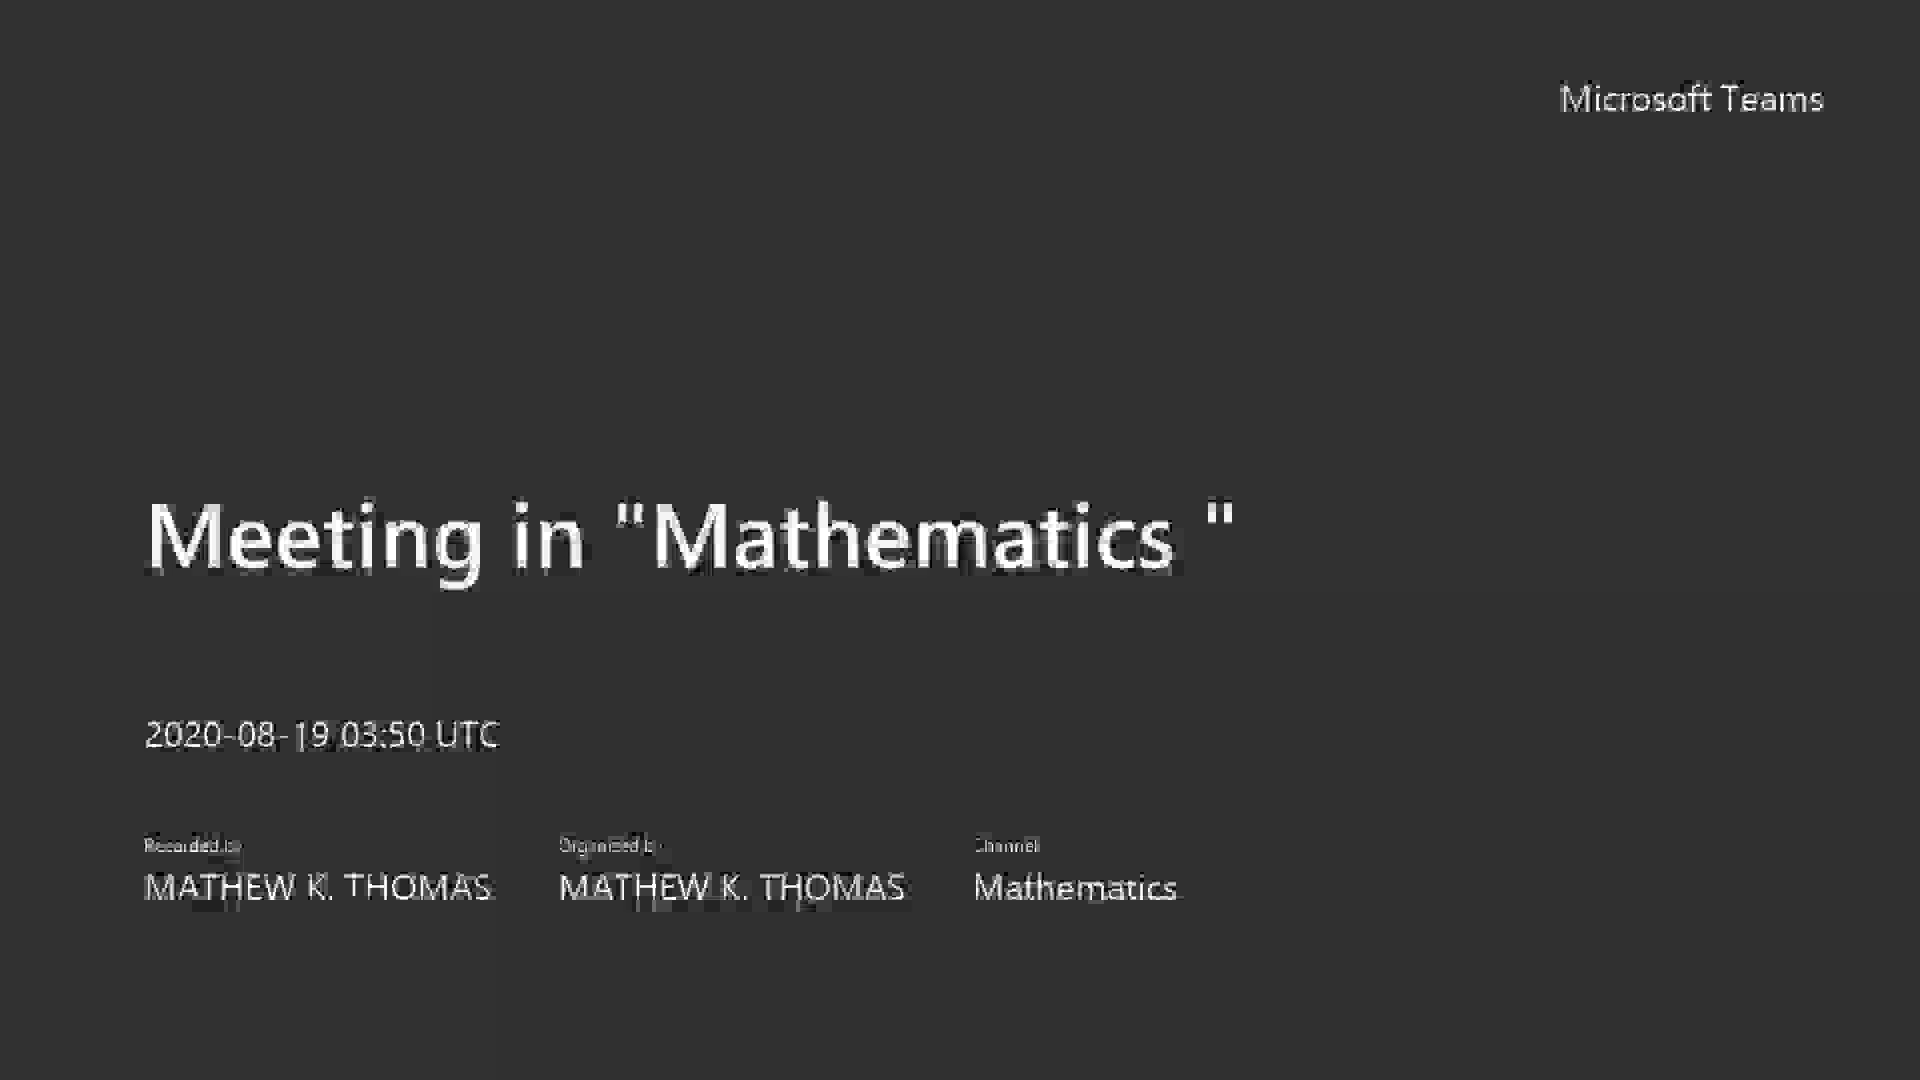 Microsoft Teams
Meeting in "Mathematics "
2020-08-19 03:50 UTC
Recorded by
Organized by
Channel
MATHEW K. THOMAS
MATHEW K. THOMAS
Mathematics